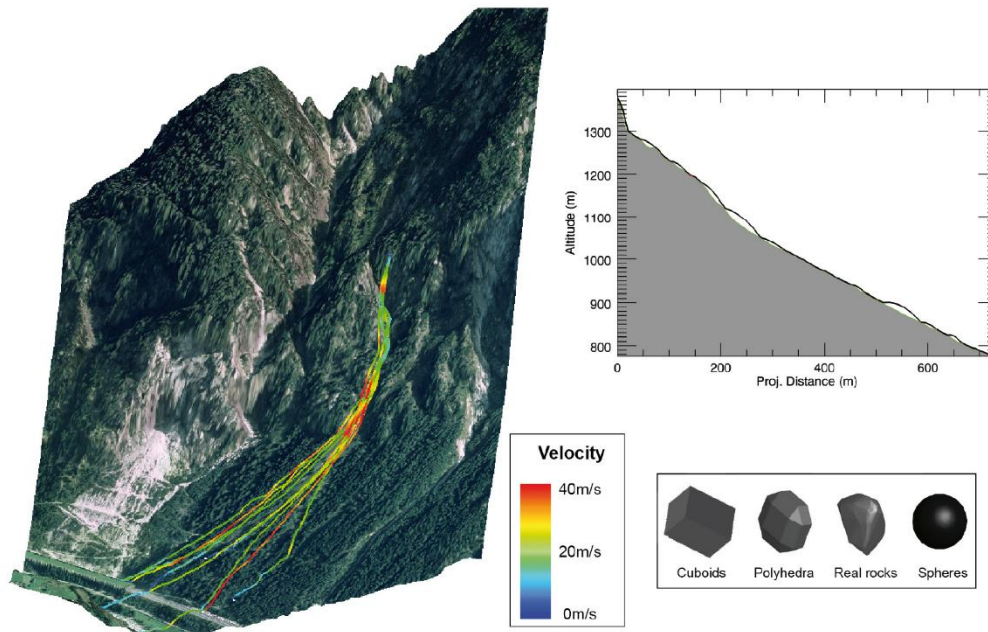 1300
1200
1100
1000
900
800
Altitude (m)
0
200
400
600
Proj. Distance (m)
Velocity
40m/s
20m/s
0m/s
Cuboids
Polyhedra
Real rocks
Spheres